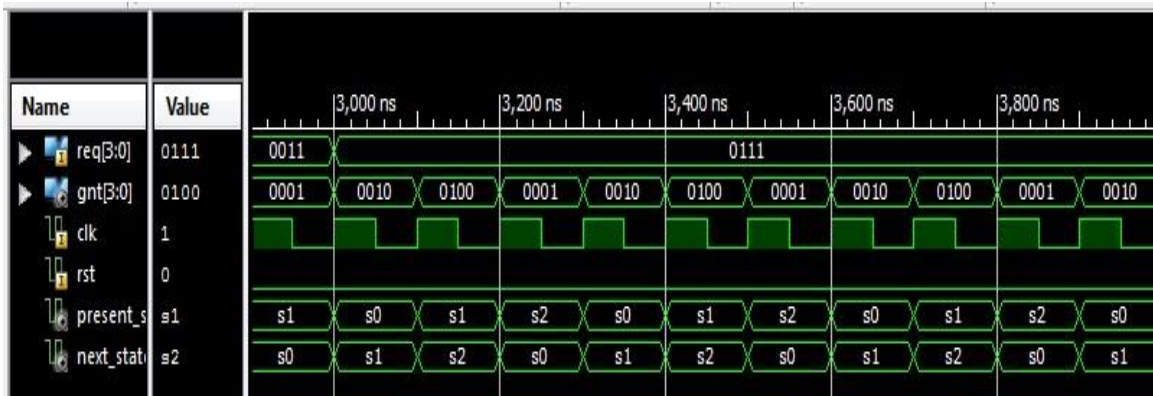 3,000 ns 3,200 ns 3,400 ns 3,600 ns 3,800 ns
Name Value
req[3:0] 0111 0011 0111
gnt[3:0] 0100 0001 0010 0100 0001 0010 0100 0001 0010 0100 0001 0010
clk 1
rst 0
present_s s1 s1 s0 s1 s2 s0 s1 s2 s0 s1 s2 s0
next_stat s2 s0 s1 s2 s0 s1 s2 s0 s1 s2 s0 s1